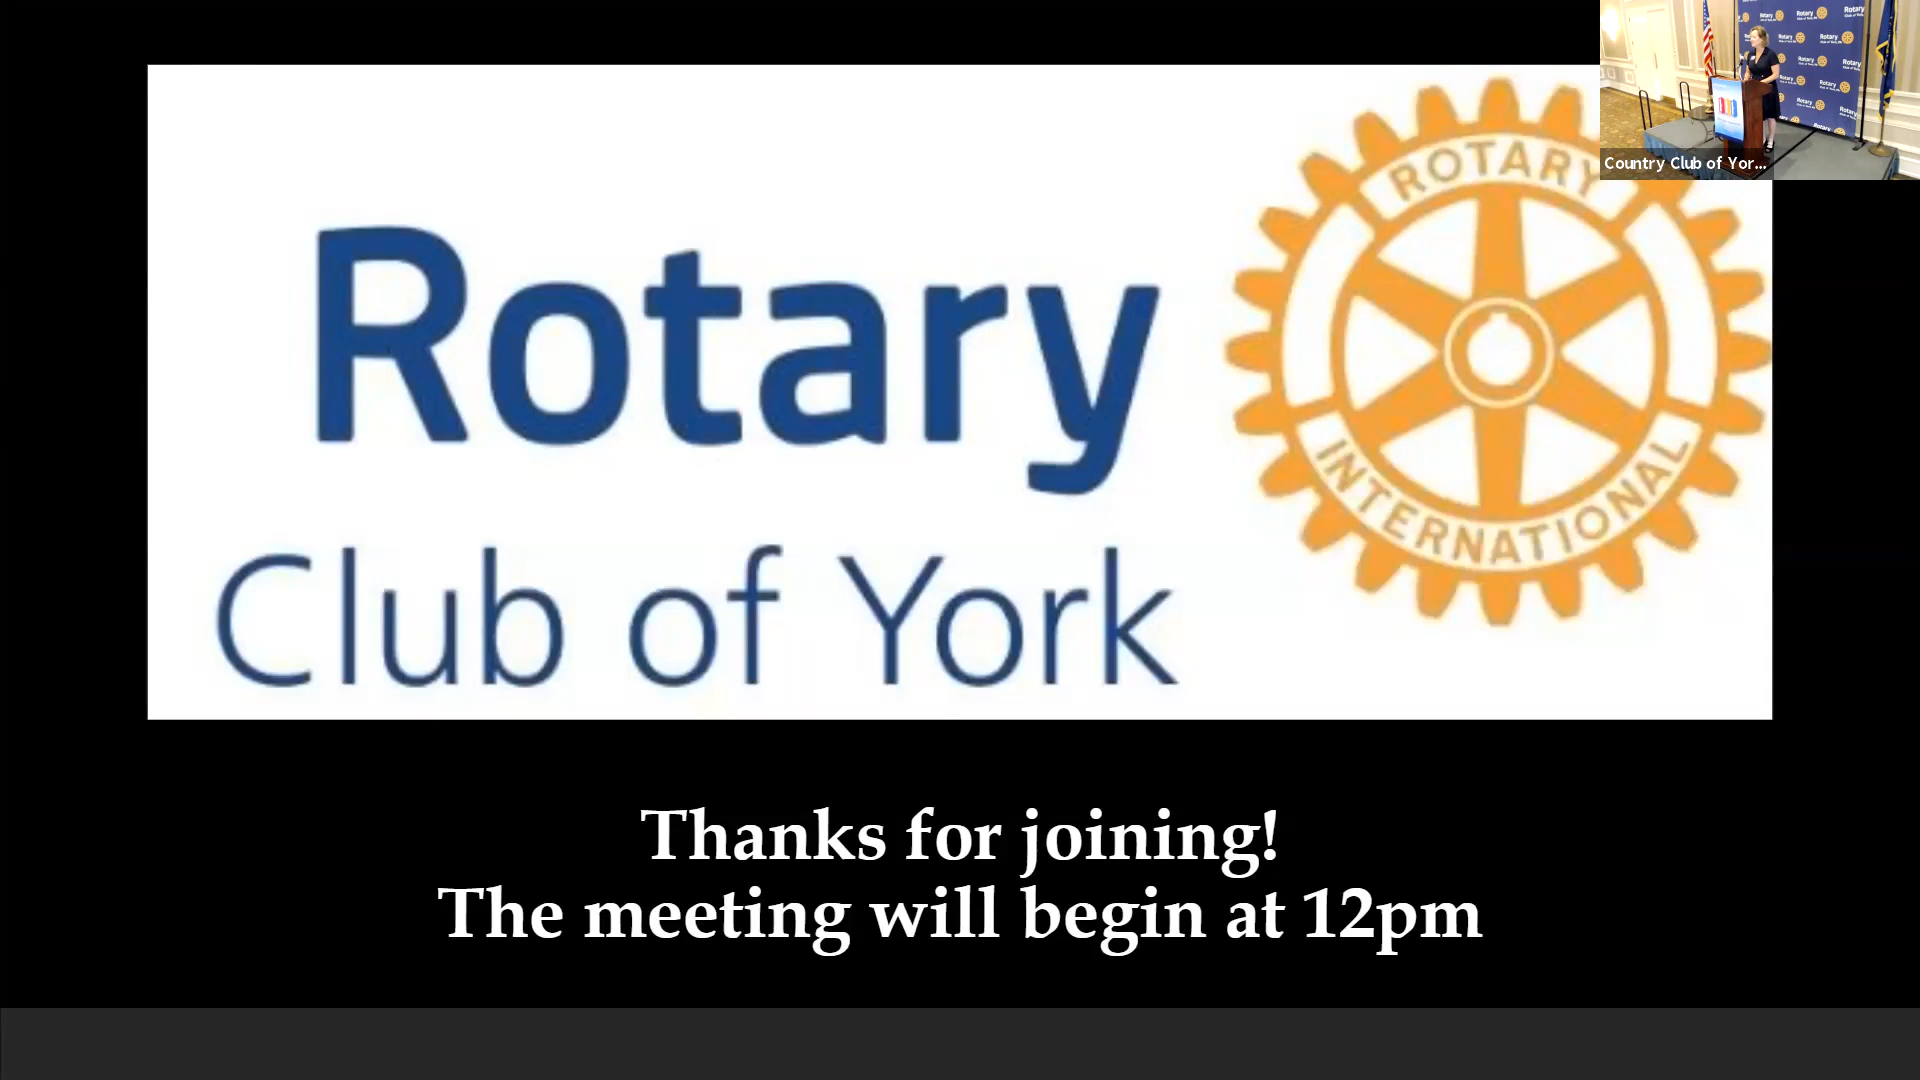 Rotary
Club of York
ROTARY
INTERNATIONAL
Country Club of Yor...
Thanks for joining!
The meeting will begin at 12pm